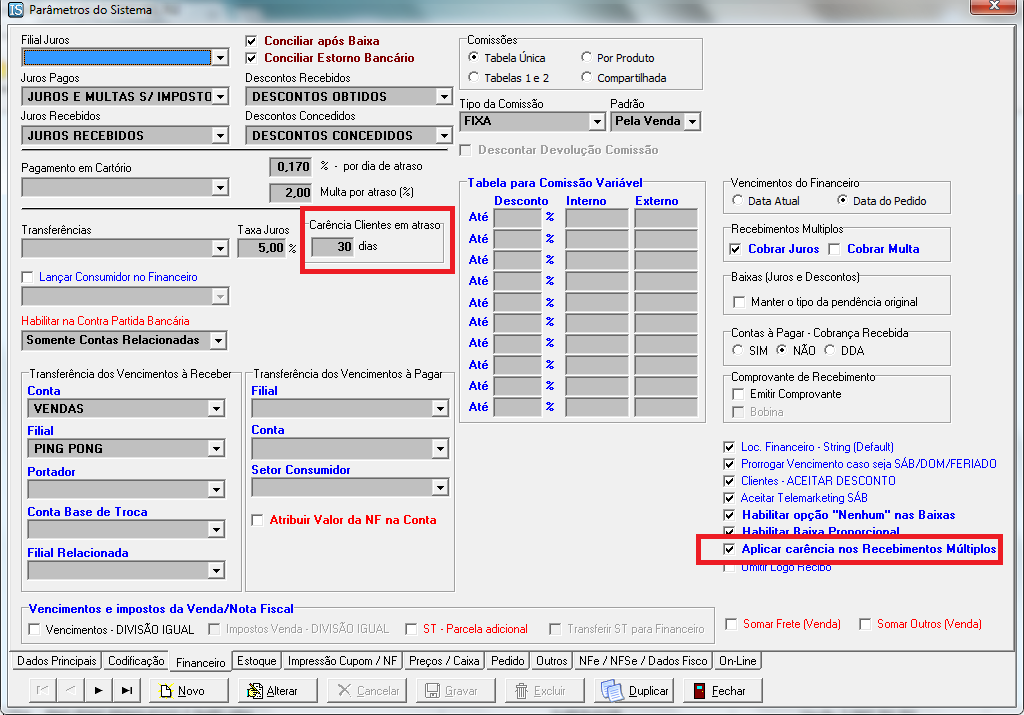 Parâmetros do Sistema
Filial Juros
Conciliar após Baixa
Conciliar Estorno Bancário
Juros Pagos
JUROS E MULTAS S/ IMPOSTO
Descontos Recebidos
DESCONTOS OBTIDOS
Juros Recebidos
JUROS RECEBIDOS
Descontos Concedidos
DESCONTOS CONCEDIDOS
Pagamento em Cartório
0,170 % - por dia de atraso
2,00 Multa por atraso (%)
Transferências
Taxa Juros
5,00 %
Carência Clientes em atraso
30 dias
Lançar Consumidor no Financeiro
Habilitar na Contra Partida Bancária
Somente Contas Relacionadas
Transferência dos Vencimentos à Receber
Conta
VENDAS
Filial
PING PONG
Portador
Conta Base de Troca
Filial Relacionada
Transferência dos Vencimentos à Pagar
Filial
Conta
Setor Consumidor
Atribuir Valor da NF na Conta
Comissões
Tabela Única Por Produto
Tabelas 1 e 2 Compartilhada
Tipo da Comissão Padrão
FIXA Pela Venda
Descontar Devolução Comissão
Tabela para Comissão Variável
Desconto Interno Externo
Até %
Até %
Até %
Até %
Até %
Até %
Até %
Até %
Até %
Até %
Vencimentos do Financeiro
Data Atual Data do Pedido
Recebimentos Multiplos
Cobrar Juros Cobrar Multa
Baixas (Juros e Descontos)
Manter o tipo da pendência original
Contas à Pagar - Cobrança Recebida
SIM NÃO DDA
Comprovante de Recebimento
Emitir Comprovante
Bobina
Loc. Financeiro - String (Default)
Prorrogar Vencimento caso seja SÁB/DOM/FERIADO
Clientes - ACEITAR DESCONTO
Aceitar Telemarketing SÁB
Habilitar opção "Nenhum" nas Baixas
Habilitar Baixa Proporcional
Aplicar carência nos Recebimentos Múltiplos
Omitir Logo Recibo
Vencimentos e impostos da Venda/Nota Fiscal
Vencimentos - DIVISÃO IGUAL Impostos Venda - DIVISÃO IGUAL ST - Parcela adicional Transferir ST para Financeiro
Somar Frete (Venda) Somar Outros (Venda)
Dados Principais Codificação Financeiro Estoque Impressão Cupom / NF Preços / Caixa Pedido Outros NFe / NFSe / Dados Fisco On-Line
Novo Alterar Cancelar Gravar Excluir Duplicar Fechar